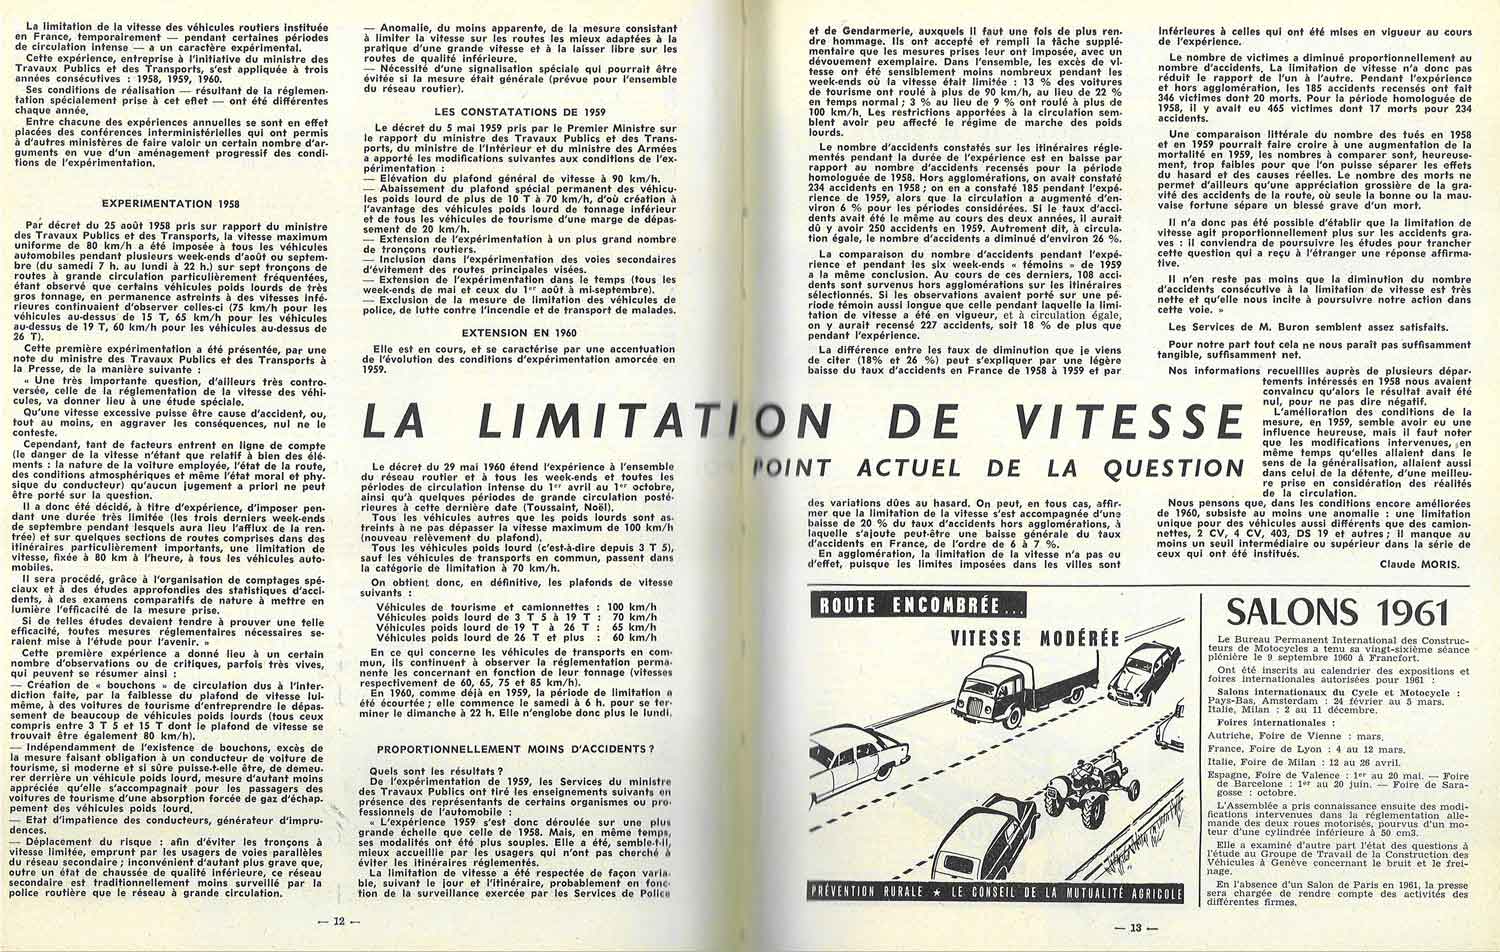 La limitation de la vitesse des véhicules routiers instituée
en France, temporairement — pendant certaines périodes
de circulation intense — a un caractère expérimental.
Cette expérience, entreprise à l'initiative du ministre des
Travaux Publics et des Transports, s'est appliquée à trois
années consécutives : 1958, 1959, 1960.
Ses conditions de réalisation — résultant de la réglemen-
tation spécialement prise à cet effet — ont été différentes
chaque année.
Entre chacune des expériences annuelles se sont en effet
placées des conférences interministérielles qui ont permis
à d'autres ministères de faire valoir un certain nombre d'ar-
guments en vue d'un aménagement progressif des condi-
tions de l'expérimentation.
EXPERIMENTATION 1958
Par décret du 25 août 1958 pris sur rapport du ministre
des Travaux Publics et des Transports, la vitesse maximum
uniforme de 80 km/h a été imposée à tous les véhicules
automobiles pendant plusieurs week-ends d'août ou septem-
bre (du samedi 7 h. au lundi à 22 h.) sur sept tronçons de
routes à grande circulation particulièrement fréquentées,
étant observé que certains véhicules poids lourds de très
gros tonnage, en permanence astreints à des vitesses infé-
rieures continuaient d'observer celles-ci (75 km/h pour les
véhicules au-dessus de 15 T, 65 km/h pour les véhicules
au-dessus de 19 T, 60 km/h pour les véhicules au-dessus de
26 T).
Cette première expérimentation a été présentée, par une
note du ministre des Travaux Publics et des Transports à
la Presse, de la manière suivante :
« Une très importante question, d'ailleurs très contro-
versée, celle de la réglementation de la vitesse des véhi-
cules, va donner lieu à une étude spéciale.
Qu'une vitesse excessive puisse être cause d'accident, ou,
tout au moins, en aggraver les conséquences, nul ne le
conteste.
Cependant, tant de facteurs entrent en ligne de compte
(le danger de la vitesse n'étant que relatif à bien des élé-
ments : la nature de la voiture employée, l'état de la route,
des conditions atmosphériques et même l'état moral et phy-
sique du conducteur) qu'aucun jugement a priori ne peut
être porté sur la question.
Il a donc été décidé, à titre d'expérience, d'imposer pen-
dant une durée très limitée (les trois derniers week-ends
de septembre pendant lesquels aura lieu l'afflux de la ren-
trée) et sur quelques sections de routes comprises dans des
itinéraires particulièrement importants, une limitation de
vitesse, fixée à 80 km à l'heure, à tous les véhicules auto-
mobiles.
Il sera procédé, grâce à l'organisation de comptages spé-
ciaux et à des études approfondies des statistiques d'acci-
dents, à des examens comparatifs de nature à mettre en
lumière l'efficacité de la mesure prise.
Si de telles études devaient tendre à prouver une telle
efficacité, toutes mesures réglementaires nécessaires se-
raient mise à l'étude pour l'avenir. »
Cette première expérience a donné lieu à un certain
nombre d'observations ou de critiques, parfois très vives,
qui peuvent se résumer ainsi :
— Création de « bouchons » de circulation dus à l'inter-
diction faite, par la faiblesse du plafond de vitesse lui-
même, à des voitures de tourisme d'entreprendre le dépas-
sement de beaucoup de véhicules poids lourds (tous ceux
compris entre 3 T 5 et 15 T dont le plafond de vitesse se
trouvait être également 80 km/h).
— Indépendamment de l'existence de bouchons, excès de
la mesure faisant obligation à un conducteur de voiture de
tourisme, si moderne et si sûre puisse-t-elle être, de demeu-
rer derrière un véhicule poids lourd, mesure d'autant moins
appréciée qu'elle s'accompagnait pour les passagers des
voitures de tourisme d'une absorption forcée de gaz d'échap-
pement des véhicules poids lourd.
— Etat d'impatience des conducteurs, générateur d'impru-
dences.
— Déplacement du risque : afin d'éviter les tronçons à
vitesse limitée, emprunt par les usagers de voies parallèles
du réseau secondaire ; inconvénient d'autant plus grave que,
outre un état de chaussée de qualité inférieure, ce réseau
secondaire est traditionnellement moins surveillé par la
police routière que le réseau à grande circulation.
— 12 —
— Anomalie, du moins apparente, de la mesure consistant
à limiter la vitesse sur les routes les mieux adaptées à la
pratique d'une grande vitesse et à la laisser libre sur les
routes de qualité inférieure.
— Nécessité d'une signalisation spéciale qui pourrait être
évitée si la mesure était générale (prévue pour l'ensemble
du réseau routier).
LES CONSTATATIONS DE 1959
Le décret du 5 mai 1959 pris par le Premier Ministre sur
le rapport du ministre des Travaux Publics et des Trans-
ports, du ministre de l'Intérieur et du ministre des Armées
a apporté les modifications suivantes aux conditions de l'ex-
périmentation :
— Elévation du plafond général de vitesse à 90 km/h.
— Abaissement du plafond spécial permanent des véhicu-
les poids lourd de plus de 10 T à 70 km/h, d'où création à
l'avantage des véhicules poids lourd de tonnage inférieur
et de tous les véhicules de tourisme d'une marge de dépas-
sement de 20 km/h.
— Extension de l'expérimentation à un plus grand nombre
de tronçons routiers.
— Inclusion dans l'expérimentation des voies secondaires
d'évitement des routes principales visées.
— Extension de l'expérimentation dans le temps (tous les
week-ends de mai et ceux du 1er août à mi-septembre).
— Exclusion de la mesure de limitation des véhicules de
police, de lutte contre l'incendie et de transport de malades.
EXTENSION EN 1960
Elle est en cours, et se caractérise par une accentuation
de l'évolution des conditions d'expérimentation amorcée en
1959.
LA LIMITATION DE VITESSE
POINT ACTUEL DE LA QUESTION
Le décret du 29 mai 1960 étend l'expérience à l'ensemble
du réseau routier et à tous les week-ends et toutes les
périodes de circulation intense du 1er avril au 1er octobre,
ainsi qu'à quelques périodes de grande circulation posté-
rieures à cette dernière date (Toussaint, Noël).
Tous les véhicules autres que les poids lourds sont as-
treints à ne pas dépasser la vitesse maximum de 100 km/h
(nouveau relèvement du plafond).
Tous les véhicules poids lourd (c'est-à-dire depuis 3 T 5),
sauf les véhicules de transports en commun, passent dans
la catégorie de limitation à 70 km/h.
On obtient donc, en définitive, les plafonds de vitesse
suivants :
Véhicules de tourisme et camionnettes : 100 km/h
Véhicules poids lourd de 3 T 5 à 19 T : 70 km/h
Véhicules poids lourd de 19 T à 26 T : 65 km/h
Véhicules poids lourd de 26 T et plus : 60 km/h
En ce qui concerne les véhicules de transports en com-
mun, ils continuent à observer la réglementation perma-
nente les concernant en fonction de leur tonnage (vitesses
respectivement de 60, 65, 75 et 85 km/h).
En 1960, comme déjà en 1959, la période de limitation a
été écourtée ; elle commence le samedi à 6 h. pour se ter-
miner le dimanche à 22 h. Elle n'englobe donc plus le lundi.
PROPORTIONNELLEMENT MOINS D'ACCIDENTS ?
Quels sont les résultats ?
De l'expérimentation de 1959, les Services du ministre
des Travaux Publics ont tiré les enseignements suivants en
présence des représentants de certains organismes ou pro-
fessionnels de l'automobile :
« L'expérience 1959 s'est donc déroulée sur une plus
grande échelle que celle de 1958. Mais, en même temps,
ses modalités ont été plus souples. Elle a été, semble-t-il,
mieux accueillie par les usagers qui n'ont pas cherché à
éviter les itinéraires réglementés.
La limitation de vitesse a été respectée de façon varia-
ble, suivant le jour et l'itinéraire, probablement en fonc-
tion de la surveillance exercée par les Services de Police
et de Gendarmerie, auxquels il faut une fois de plus ren-
dre hommage. Ils ont accepté et rempli la tâche supplé-
mentaire que les mesures prises leur ont imposée, avec un
dévouement exemplaire. Dans l'ensemble, les excès de vi-
tesse ont été sensiblement moins nombreux pendant les
week-ends où la vitesse était limitée : 13 % des voitures
de tourisme ont roulé à plus de 90 km/h, au lieu de 22 %
en temps normal ; 3 % au lieu de 9 % ont roulé à plus de
100 km/h. Les restrictions apportées à la circulation sem-
blent avoir peu affecté le régime de marche des poids
lourds.
Le nombre d'accidents constatés sur les itinéraires régle-
mentés pendant la durée de l'expérience est en baisse par
rapport au nombre d'accidents recensés pour la période
homologuée de 1958. Hors agglomérations, on avait constaté
234 accidents en 1958 ; on en a constaté 185 pendant l'expé-
rience de 1959, alors que la circulation a augmenté d'en-
viron 6 % pour les périodes considérées. Si le taux d'acci-
dents avait été le même au cours des deux années, il aurait
dû y avoir 250 accidents en 1959. Autrement dit, à circula-
tion égale, le nombre d'accidents a diminué d'environ 26 %.
La comparaison du nombre d'accidents pendant l'expé-
rience et pendant les six week-ends « témoins » de 1959
a la même conclusion. Au cours de ces derniers, 108 acci-
dents sont survenus hors agglomérations sur les itinéraires
sélectionnés. Si les observations avaient porté sur une pé-
riode témoin aussi longue que celle pendant laquelle la limi-
tation de vitesse a été en vigueur, et à circulation égale,
on y aurait recensé 227 accidents, soit 18 % de plus que
pendant l'expérience.
La différence entre les taux de diminution que je viens
de citer (18% et 26 %) peut s'expliquer par une légère
baisse du taux d'accidents en France de 1958 à 1959 et par
des variations dûes au hasard. On peut, en tous cas, affir-
mer que la limitation de la vitesse s'est accompagnée d'une
baisse de 20 % du taux d'accidents hors agglomérations, à
laquelle s'ajoute peut-être une baisse générale du taux
d'accidents en France, de l'ordre de 6 à 7 %.
En agglomération, la limitation de la vitesse n'a pas eu
d'effet, puisque les limites imposées dans les villes sont
inférieures à celles qui ont été mises en vigueur au cours
de l'expérience.
Le nombre de victimes a diminué proportionnellement au
nombre d'accidents. La limitation de vitesse n'a donc pas
réduit le rapport de l'un à l'autre. Pendant l'expérience
et hors agglomération, les 185 accidents recensés ont fait
346 victimes dont 20 morts. Pour la période homologuée de
1958, il y avait eu 465 victimes dont 17 morts pour 234
accidents.
Une comparaison littérale du nombre des tués en 1958
et en 1959 pourrait faire croire à une augmentation de la
mortalité en 1959, les nombres à comparer sont, heureuse-
ment, trop faibles pour que l'on puisse séparer les effets
du hasard et des causes réelles. Le nombre des morts ne
permet d'ailleurs qu'une appréciation grossière de la gra-
vité des accidents de la route, où seule la bonne ou la mau-
vaise fortune sépare un blessé grave d'un mort.
Il n'a donc pas été possible d'établir que la limitation de
vitesse agit proportionnellement plus sur les accidents gra-
ves : il conviendra de poursuivre les études pour trancher
cette question qui a reçu à l'étranger une réponse affirma-
tive.
Il n'en reste pas moins que la diminution du nombre
d'accidents consécutive à la limitation de vitesse est très
nette et qu'elle nous incite à poursuivre notre action dans
cette voie. »
Les Services de M. Buron semblent assez satisfaits.
Pour notre part tout cela ne nous paraît pas suffisamment
tangible, suffisamment net.
Nos informations recueillies auprès de plusieurs dépar-
tements intéressés en 1958 nous avaient
convaincu qu'alors le résultat avait été
nul, pour ne pas dire négatif.
L'amélioration des conditions de la
mesure, en 1959, semble avoir eu une
influence heureuse, mais il faut noter
que les modifications intervenues, en
même temps qu'elles allaient dans le
sens de la généralisation, allaient aussi
dans celui de la détente, d'une meilleu-
re prise en considération des réalités
de la circulation.
Nous pensons que, dans les conditions encore améliorées
de 1960, subsiste au moins une anomalie : une limitation
unique pour des véhicules aussi différents que des camion-
nettes, 2 CV, 4 CV, 403, DS 19 et autres ; il manque au
moins un seuil intermédiaire ou supérieur dans la série de
ceux qui ont été institués.
Claude MORIS.
ROUTE ENCOMBRÉE...
VITESSE MODÉRÉE
PRÉVENTION RURALE ★ LE CONSEIL DE LA MUTUALITÉ AGRICOLE
SALONS 1961
Le Bureau Permanent International des Construc-
teurs de Motocycles a tenu sa vingt-sixième séance
plénière le 9 septembre 1960 à Francfort.
Ont été inscrits au calendrier des expositions et
foires internationales autorisées pour 1961 :
Salons internationaux du Cycle et Motocycle :
Pays-Bas, Amsterdam : 24 février au 5 mars.
Italie, Milan : 2 au 11 décembre.
Foires internationales :
Autriche, Foire de Vienne : mars.
France, Foire de Lyon : 4 au 12 mars.
Italie, Foire de Milan : 12 au 26 avril.
Espagne, Foire de Valence : 1er au 20 mai. — Foire
de Barcelone : 1er au 20 juin. — Foire de Sara-
gosse : octobre.
L'Assemblée a pris connaissance ensuite des modi-
fications intervenues dans la réglementation alle-
mande des deux roues motorisés, pourvus d'un mo-
teur d'une cylindrée inférieure à 50 cm3.
Elle a examiné d'autre part l'état des questions à
l'étude au Groupe de Travail de la Construction des
Véhicules à Genève concernant le bruit et le frei-
nage.
En l'absence d'un Salon de Paris en 1961, la presse
sera chargée de rendre compte des activités des
différentes firmes.
— 13 —